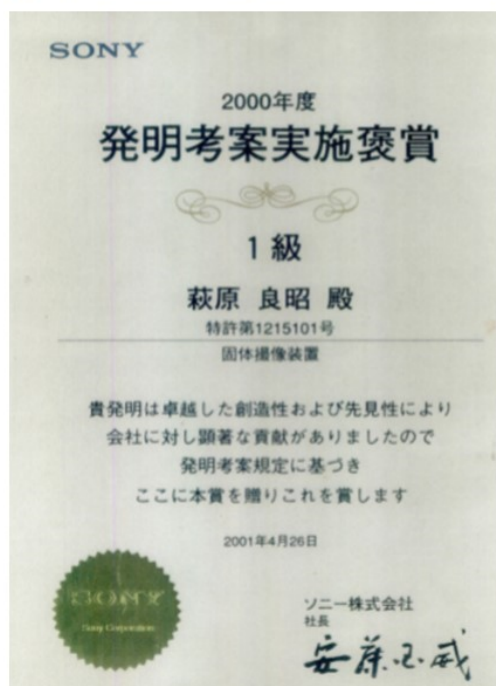 SONY
2000年度
発明考案実施褒賞
1級
萩原 良昭 殿
特許第1215101号
固体撮像装置
貴発明は卓越した創造性および先見性により
会社に対し顕著な貢献がありましたので
発明考案規定に基づき
ここに本賞を贈りこれを賞します
2001年4月26日
SONY
Sony Corporation
ソニー株式会社
社長
安藤国威